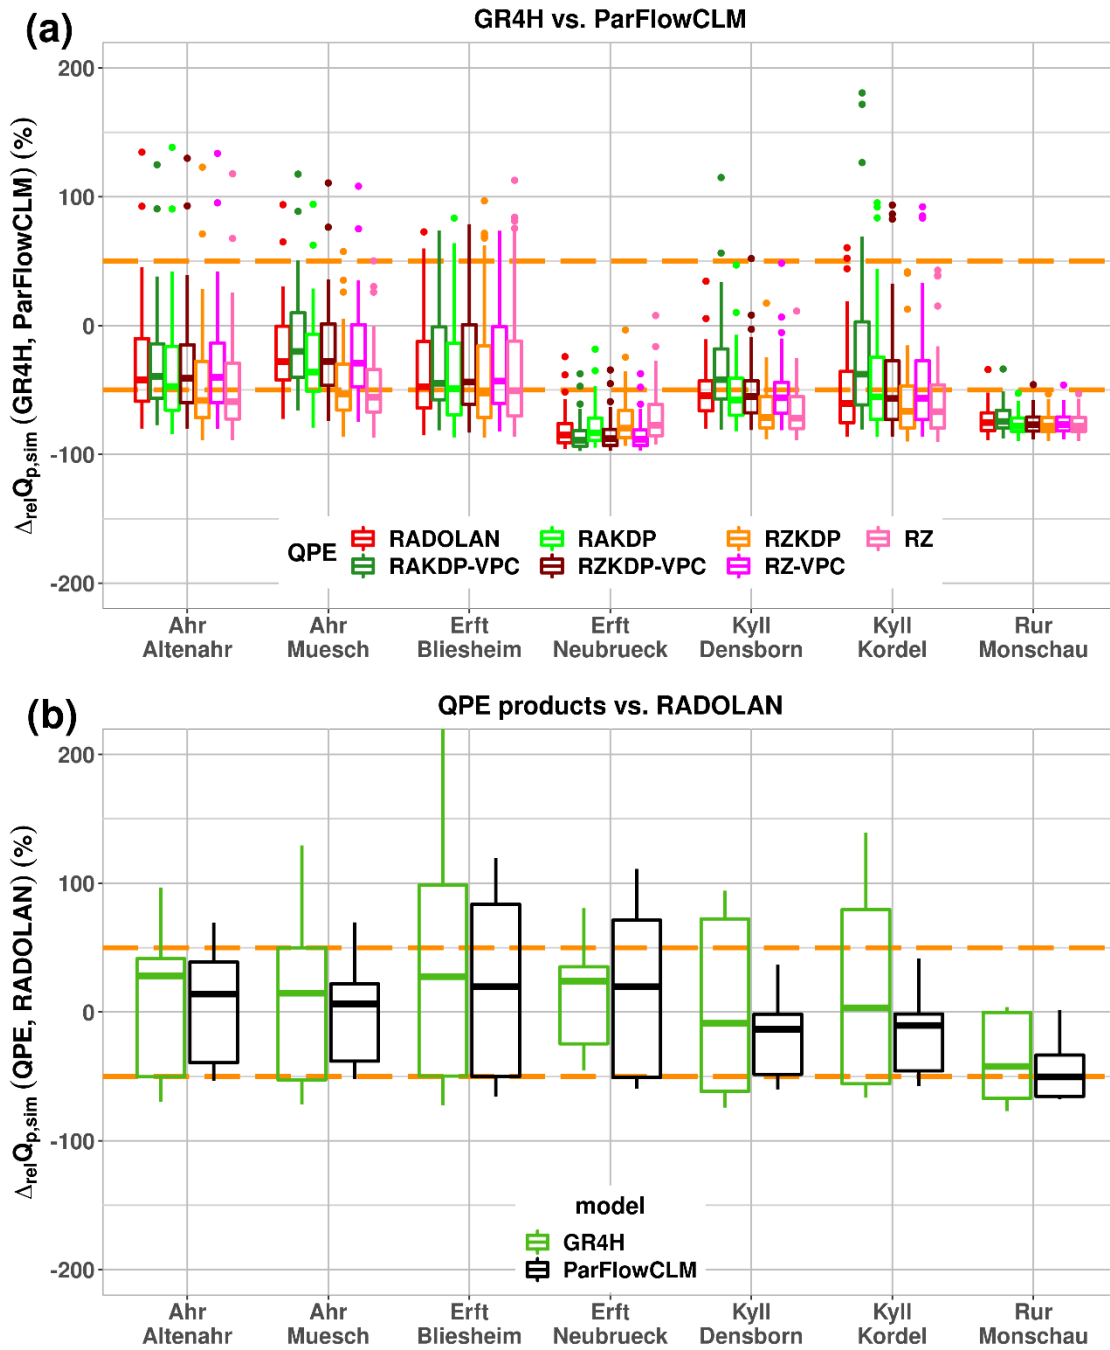 (a)
GR4H vs. ParFlowCLM
ΔrelQp,sim (GR4H, ParFlowCLM) (%)
200
100
0
-100
-200
QPE
RADOLAN
RAKDP
RZKDP
RZ
RAKDP-VPC
RZKDP-VPC
RZ-VPC
Ahr Altenahr
Ahr Muesch
Erft Bliesheim
Erft Neubrueck
Kyll Densborn
Kyll Kordel
Rur Monschau
(b)
QPE products vs. RADOLAN
ΔrelQp,sim (QPE, RADOLAN) (%)
200
100
0
-100
-200
model
GR4H
ParFlowCLM
Ahr Altenahr
Ahr Muesch
Erft Bliesheim
Erft Neubrueck
Kyll Densborn
Kyll Kordel
Rur Monschau